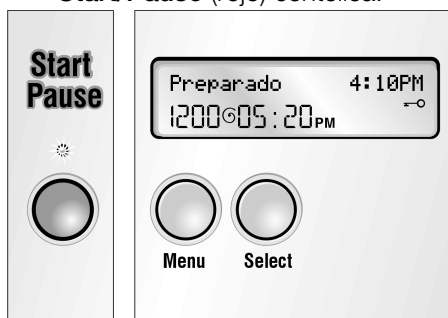 Start/Pause (rojo) centellea.
Start
Pause
Preparado 4:10PM
1200 05:20PM
Menu Select